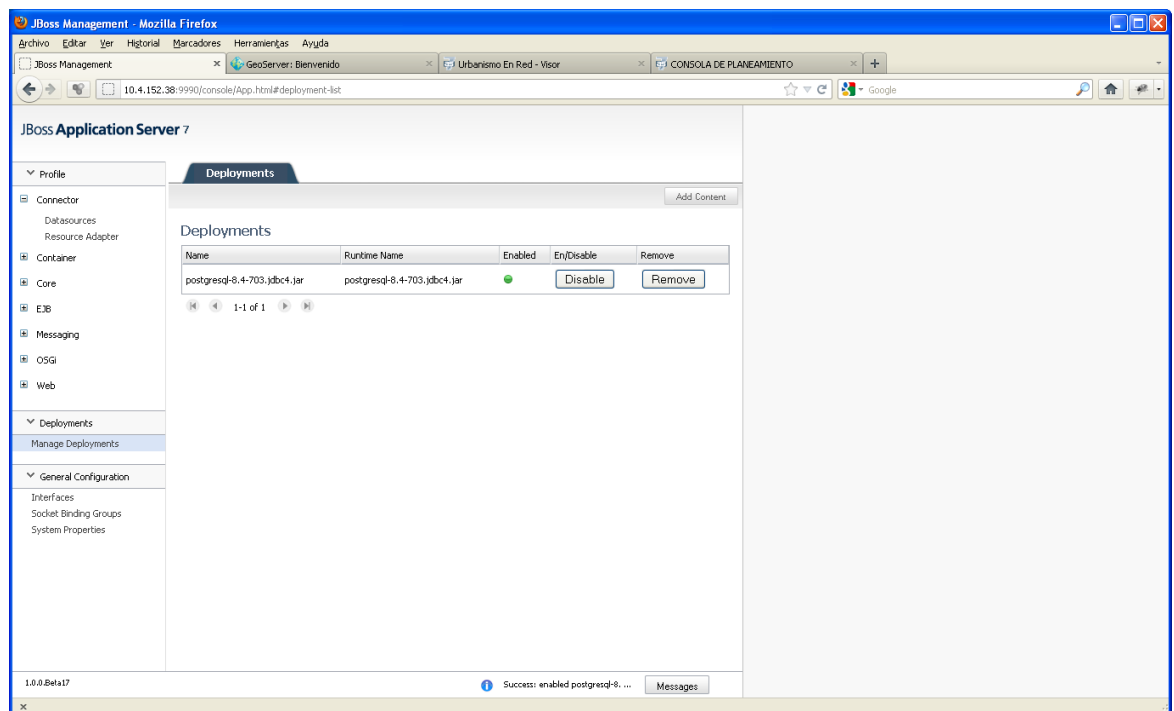 JBoss Management - Mozilla Firefox
Archivo Editar Ver Historial Marcadores Herramientas Ayuda
JBoss Management × GeoServer: Bienvenido × Urbanismo En Red - Visor × CONSOLA DE PLANEAMIENTO × +
10.4.152.38:9990/console/App.html#deployment-list Google
JBoss Application Server 7
Profile
Connector
Datasources
Resource Adapter
Container
Core
EJB
Messaging
OSGi
Web
Deployments
Manage Deployments
General Configuration
Interfaces
Socket Binding Groups
System Properties
Deployments
Add Content
Deployments
Name Runtime Name Enabled En/Disable Remove
postgresql-8.4-703.jdbc4.jar postgresql-8.4-703.jdbc4.jar Disable Remove
1-1 of 1
1.0.0.Beta17 Success: enabled postgresql-8. ... Messages
×